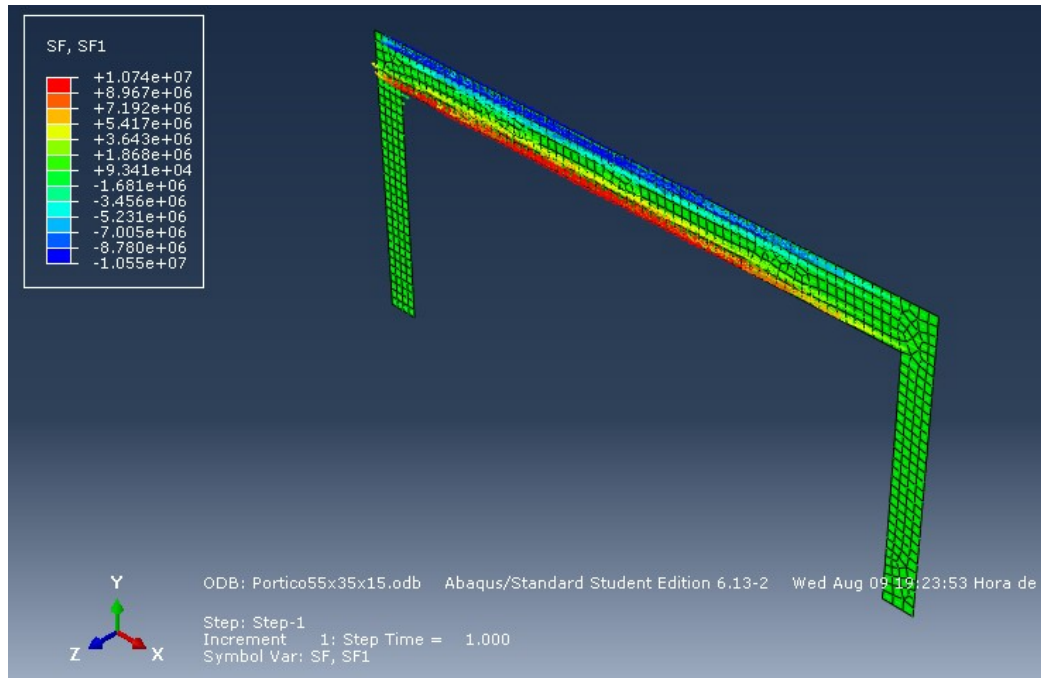 SF, SF1
+1.074e+07
+8.967e+06
+7.192e+06
+5.417e+06
+3.643e+06
+1.868e+06
+9.341e+04
-1.681e+06
-3.456e+06
-5.231e+06
-7.005e+06
-8.780e+06
-1.055e+07
Y
Z
X
ODB: Portico55x35x15.odb Abaqus/Standard Student Edition 6.13-2 Wed Aug 09 19:23:53 Hora de
Step: Step-1
Increment 1: Step Time = 1.000
Symbol Var: SF, SF1